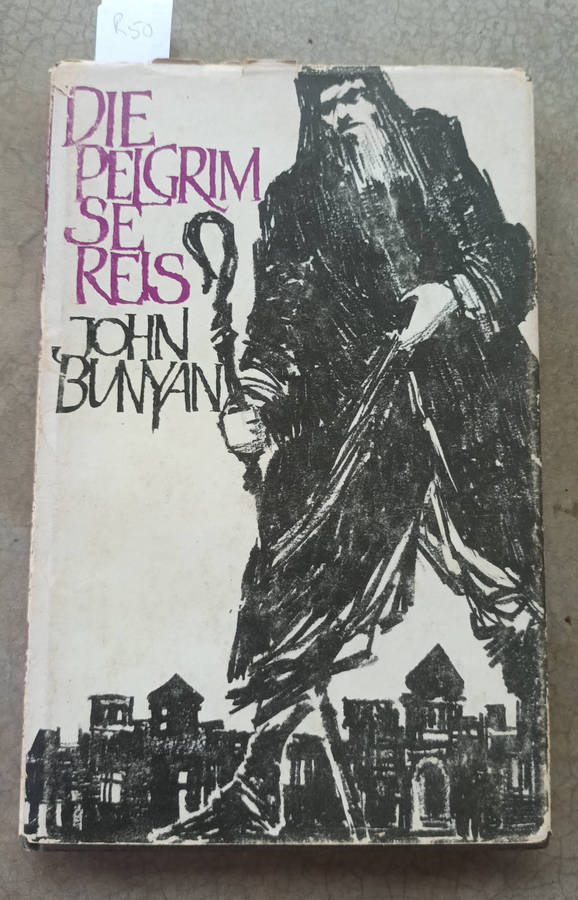 R50
DIE
PELGRIM
SE
REIS
JOHN
BUNYAN